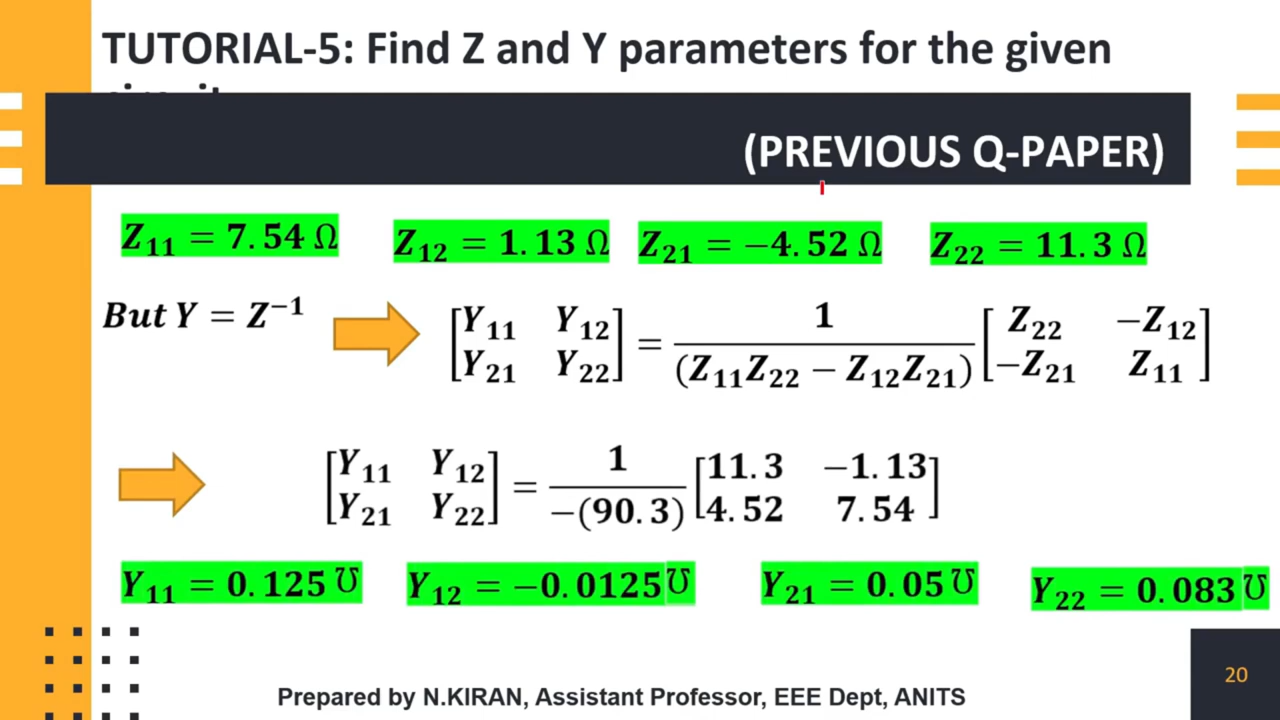 TUTORIAL-5: Find Z and Y parameters for the given
(PREVIOUS Q-PAPER)
Z₁₁ = 7.54 Ω Z₁₂ = 1.13 Ω Z₂₁ = −4.52 Ω Z₂₂ = 11.3 Ω
But Y = Z⁻¹ [Y₁₁ Y₁₂; Y₂₁ Y₂₂] = 1/(Z₁₁Z₂₂ − Z₁₂Z₂₁) [Z₂₂ −Z₁₂; −Z₂₁ Z₁₁]
[Y₁₁ Y₁₂; Y₂₁ Y₂₂] = 1/−(90.3) [11.3 −1.13; 4.52 7.54]
Y₁₁ = 0.125 ℧ Y₁₂ = −0.0125 ℧ Y₂₁ = 0.05 ℧ Y₂₂ = 0.083 ℧
20
Prepared by N.KIRAN, Assistant Professor, EEE Dept, ANITS